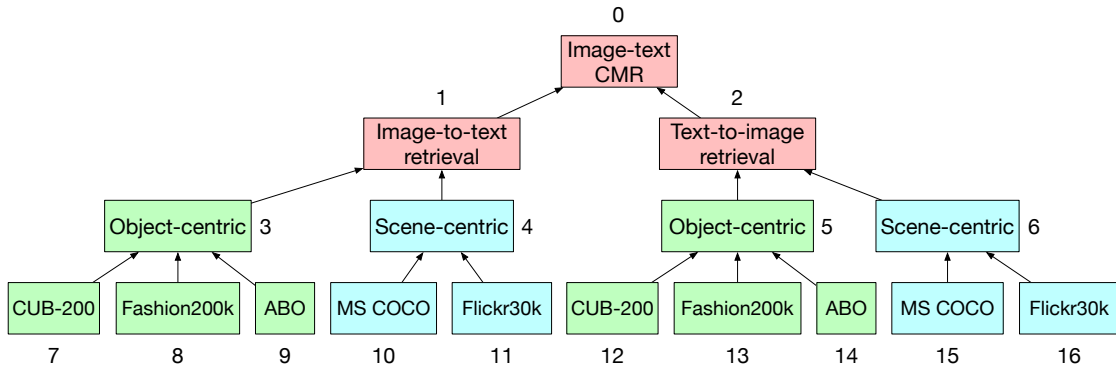 0
Image-text
CMR
1
2
Image-to-text
retrieval
Text-to-image
retrieval
Object-centric 3
Scene-centric 4
Object-centric 5
Scene-centric 6
CUB-200
Fashion200k
ABO
MS COCO
Flickr30k
CUB-200
Fashion200k
ABO
MS COCO
Flickr30k
7
8
9
10
11
12
13
14
15
16